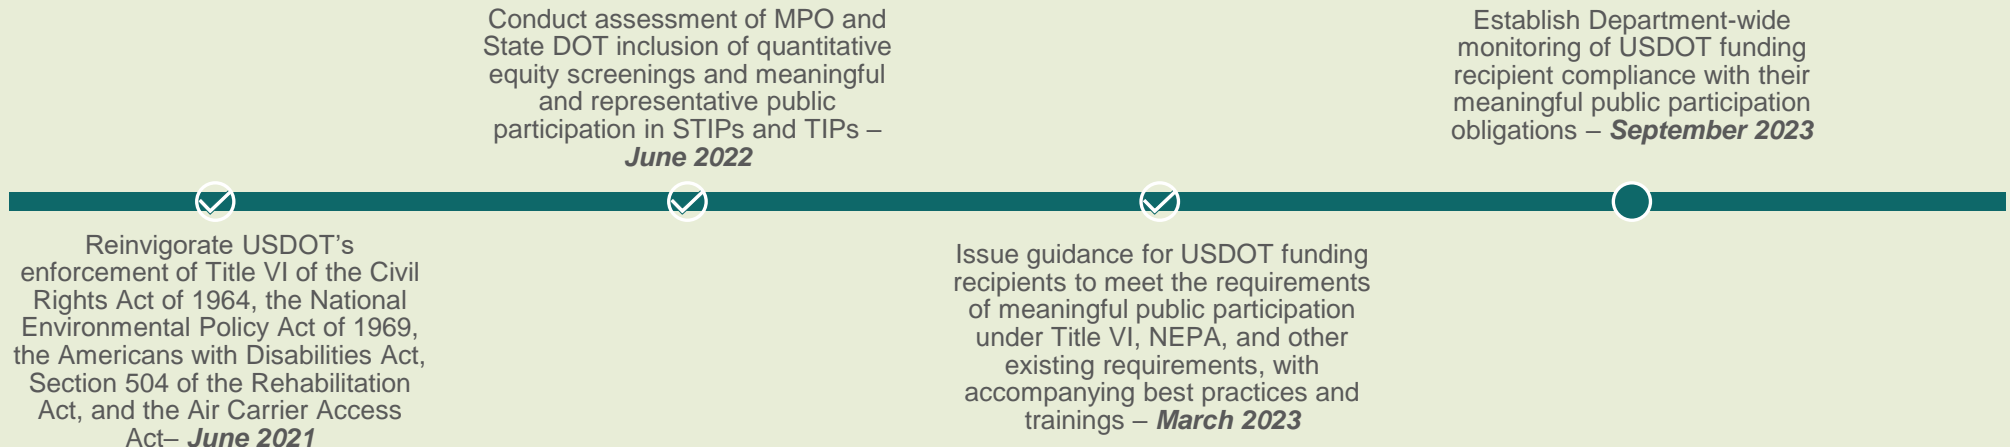 Conduct assessment of MPO and
State DOT inclusion of quantitative
equity screenings and meaningful
and representative public
participation in STIPs and TIPs –
June 2022
Establish Department-wide
monitoring of USDOT funding
recipient compliance with their
meaningful public participation
obligations – September 2023
Reinvigorate USDOT’s
enforcement of Title VI of the Civil
Rights Act of 1964, the National
Environmental Policy Act of 1969,
the Americans with Disabilities Act,
Section 504 of the Rehabilitation
Act, and the Air Carrier Access
Act– June 2021
Issue guidance for USDOT funding
recipients to meet the requirements
of meaningful public participation
under Title VI, NEPA, and other
existing requirements, with
accompanying best practices and
trainings – March 2023